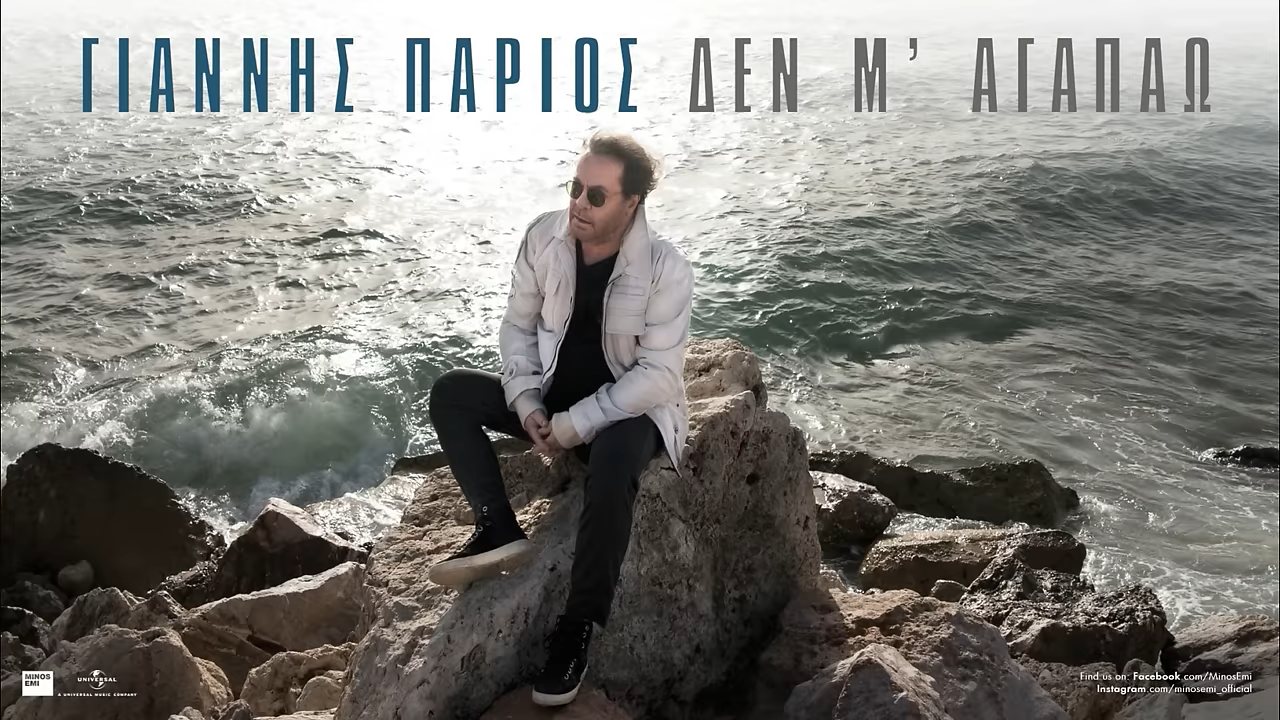 ΓΙΑΝΝΗΣ ΠΑΡΙΟΣ ΔΕΝ Μ' ΑΓΑΠΑΩ
MINOS
EMI
UNIVERSAL
A UNIVERSAL MUSIC COMPANY
Find us on: Facebook.com/MinosEmi
Instagram.com/minosemi_official